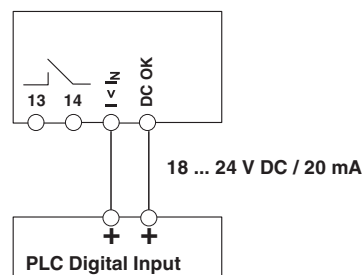 13 14 I < IN DC OK
18 ... 24 V DC / 20 mA
+ +
PLC Digital Input